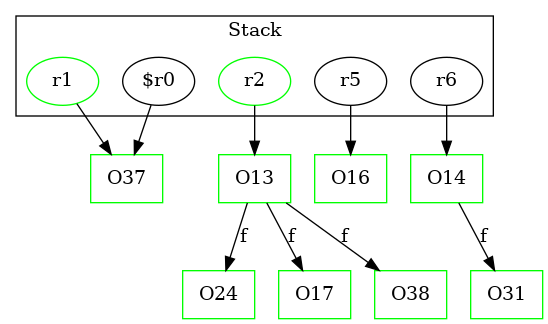 Stack
r1 $r0 r2 r5 r6
O37 O13 O16 O14
f f f f
O24 O17 O38 O31